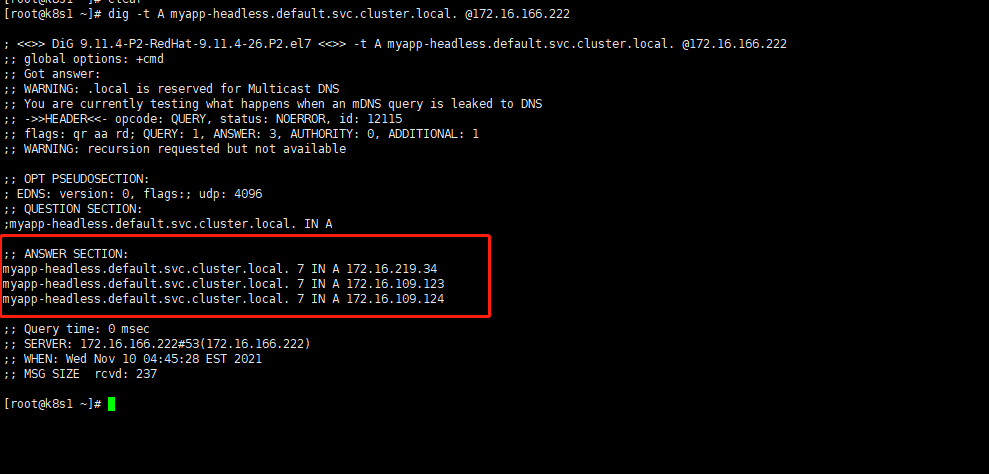 [root@k8s1 ~]# clear
[root@k8s1 ~]# dig -t A myapp-headless.default.svc.cluster.local. @172.16.166.222
; <<>> DiG 9.11.4-P2-RedHat-9.11.4-26.P2.el7 <<>> -t A myapp-headless.default.svc.cluster.local. @172.16.166.222
;; global options: +cmd
;; Got answer:
;; WARNING: .local is reserved for Multicast DNS
;; You are currently testing what happens when an mDNS query is leaked to DNS
;; ->>HEADER<<- opcode: QUERY, status: NOERROR, id: 12115
;; flags: qr aa rd; QUERY: 1, ANSWER: 3, AUTHORITY: 0, ADDITIONAL: 1
;; WARNING: recursion requested but not available
;; OPT PSEUDOSECTION:
; EDNS: version: 0, flags:; udp: 4096
;; QUESTION SECTION:
;myapp-headless.default.svc.cluster.local. IN A
;; ANSWER SECTION:
myapp-headless.default.svc.cluster.local. 7 IN A 172.16.219.34
myapp-headless.default.svc.cluster.local. 7 IN A 172.16.109.123
myapp-headless.default.svc.cluster.local. 7 IN A 172.16.109.124
;; Query time: 0 msec
;; SERVER: 172.16.166.222#53(172.16.166.222)
;; WHEN: Wed Nov 10 04:45:28 EST 2021
;; MSG SIZE  rcvd: 237
[root@k8s1 ~]#